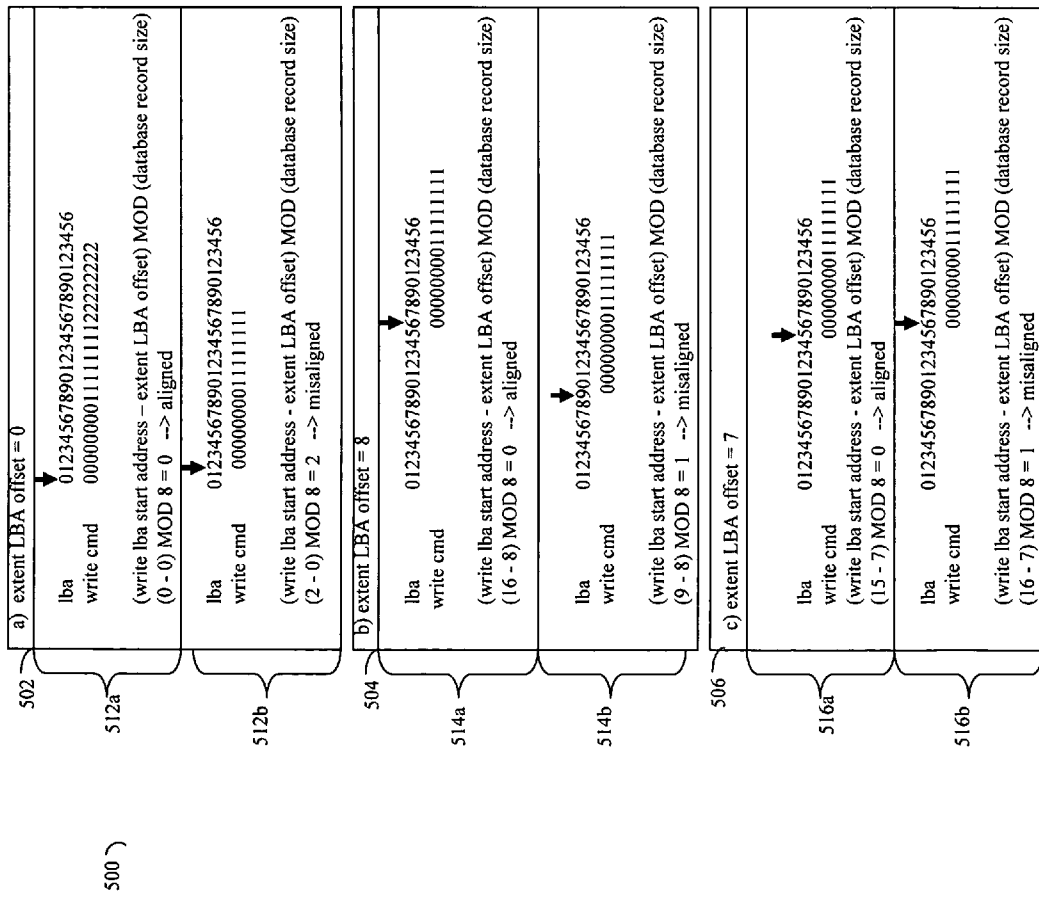 500
502
a) extent LBA offset = 0
512a
lba 012345678901234567890123456
write cmd 000000001111111122222222
(write lba start address – extent LBA offset) MOD (database record size)
(0 - 0) MOD 8 = 0 --> aligned
512b
lba 012345678901234567890123456
write cmd 0000000011111111
(write lba start address - extent LBA offset) MOD (database record size)
(2 - 0) MOD 8 = 2 --> misaligned
504
b) extent LBA offset = 8
514a
lba 012345678901234567890123456
write cmd 0000000011111111
(write lba start address - extent LBA offset) MOD (database record size)
(16 - 8) MOD 8 = 0 --> aligned
514b
lba 012345678901234567890123456
write cmd 0000000011111111
(write lba start address - extent LBA offset) MOD (database record size)
(9 - 8) MOD 8 = 1 --> misaligned
506
c) extent LBA offset = 7
516a
lba 012345678901234567890123456
write cmd 0000000011111111
(write lba start address - extent LBA offset) MOD (database record size)
(15 - 7) MOD 8 = 0 --> aligned
516b
lba 012345678901234567890123456
write cmd 0000000011111111
(write lba start address - extent LBA offset) MOD (database record size)
(16 - 7) MOD 8 = 1 --> misaligned